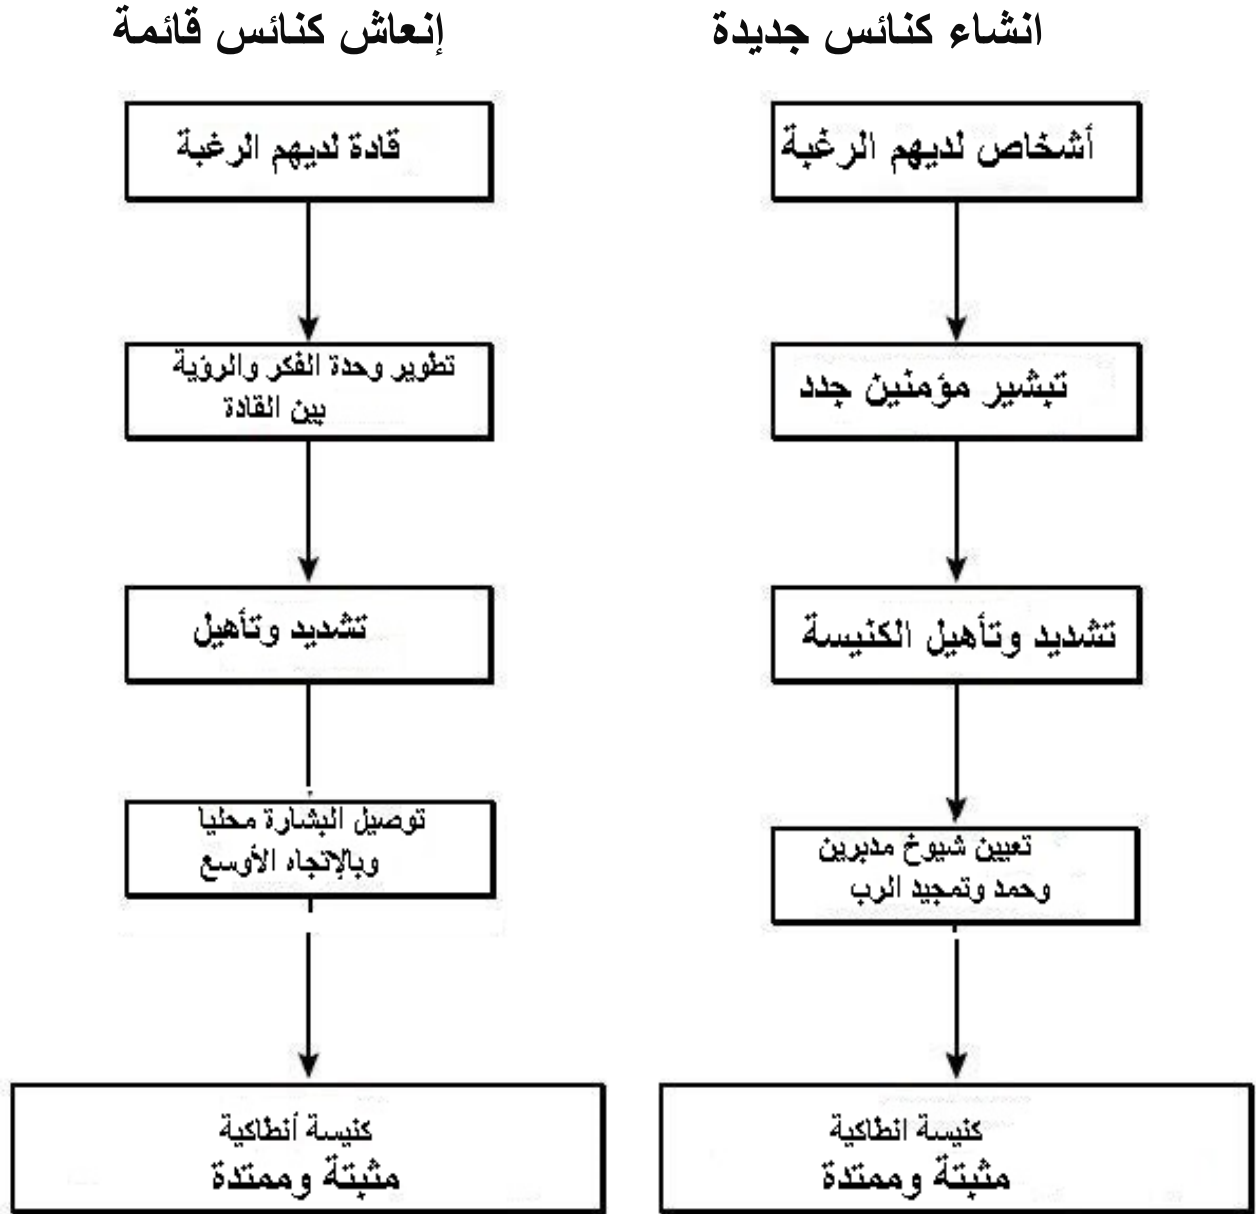 انشاء كنائس جديدة
أشخاص لديهم الرغبة
تبشير مؤمنين جدد
تشديد وتأهيل الكنيسة
تعيين شيوخ مدبرين
وحمد وتمجيد الرب
كنيسة انطاكية
مثبتة وممتدة
إنعاش كنائس قائمة
قادة لديهم الرغبة
تطوير وحدة الفكر والرؤية
بين القادة
تشديد وتأهيل
توصيل البشارة محليا
وبالإتجاه الأوسع
كنيسة أنطاكية
مثبتة وممتدة